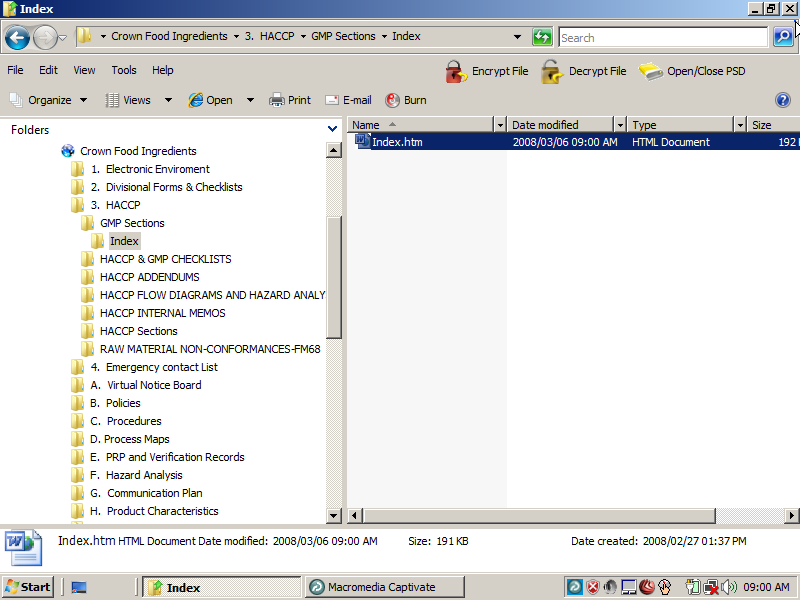 Index
Crown Food Ingredients 3. HACCP GMP Sections Index Search
File Edit View Tools Help Encrypt File Decrypt File Open/Close PSD
Organize Views Open Print E-mail Burn
Folders
Name Date modified Type Size
Index.htm 2008/03/06 09:00 AM HTML Document 192
Crown Food Ingredients
1. Electronic Enviroment
2. Divisional Forms & Checklists
3. HACCP
GMP Sections
Index
HACCP & GMP CHECKLISTS
HACCP ADDENDUMS
HACCP FLOW DIAGRAMS AND HAZARD ANALY
HACCP INTERNAL MEMOS
HACCP Sections
RAW MATERIAL NON-CONFORMANCES-FM68
4. Emergency contact List
A. Virtual Notice Board
B. Policies
C. Procedures
D. Process Maps
E. PRP and Verification Records
F. Hazard Analysis
G. Communication Plan
H. Product Characteristics
Index.htm HTML Document Date modified: 2008/03/06 09:00 AM Size: 191 KB Date created: 2008/02/27 01:37 PM
Start Index Macromedia Captivate 09:00 AM